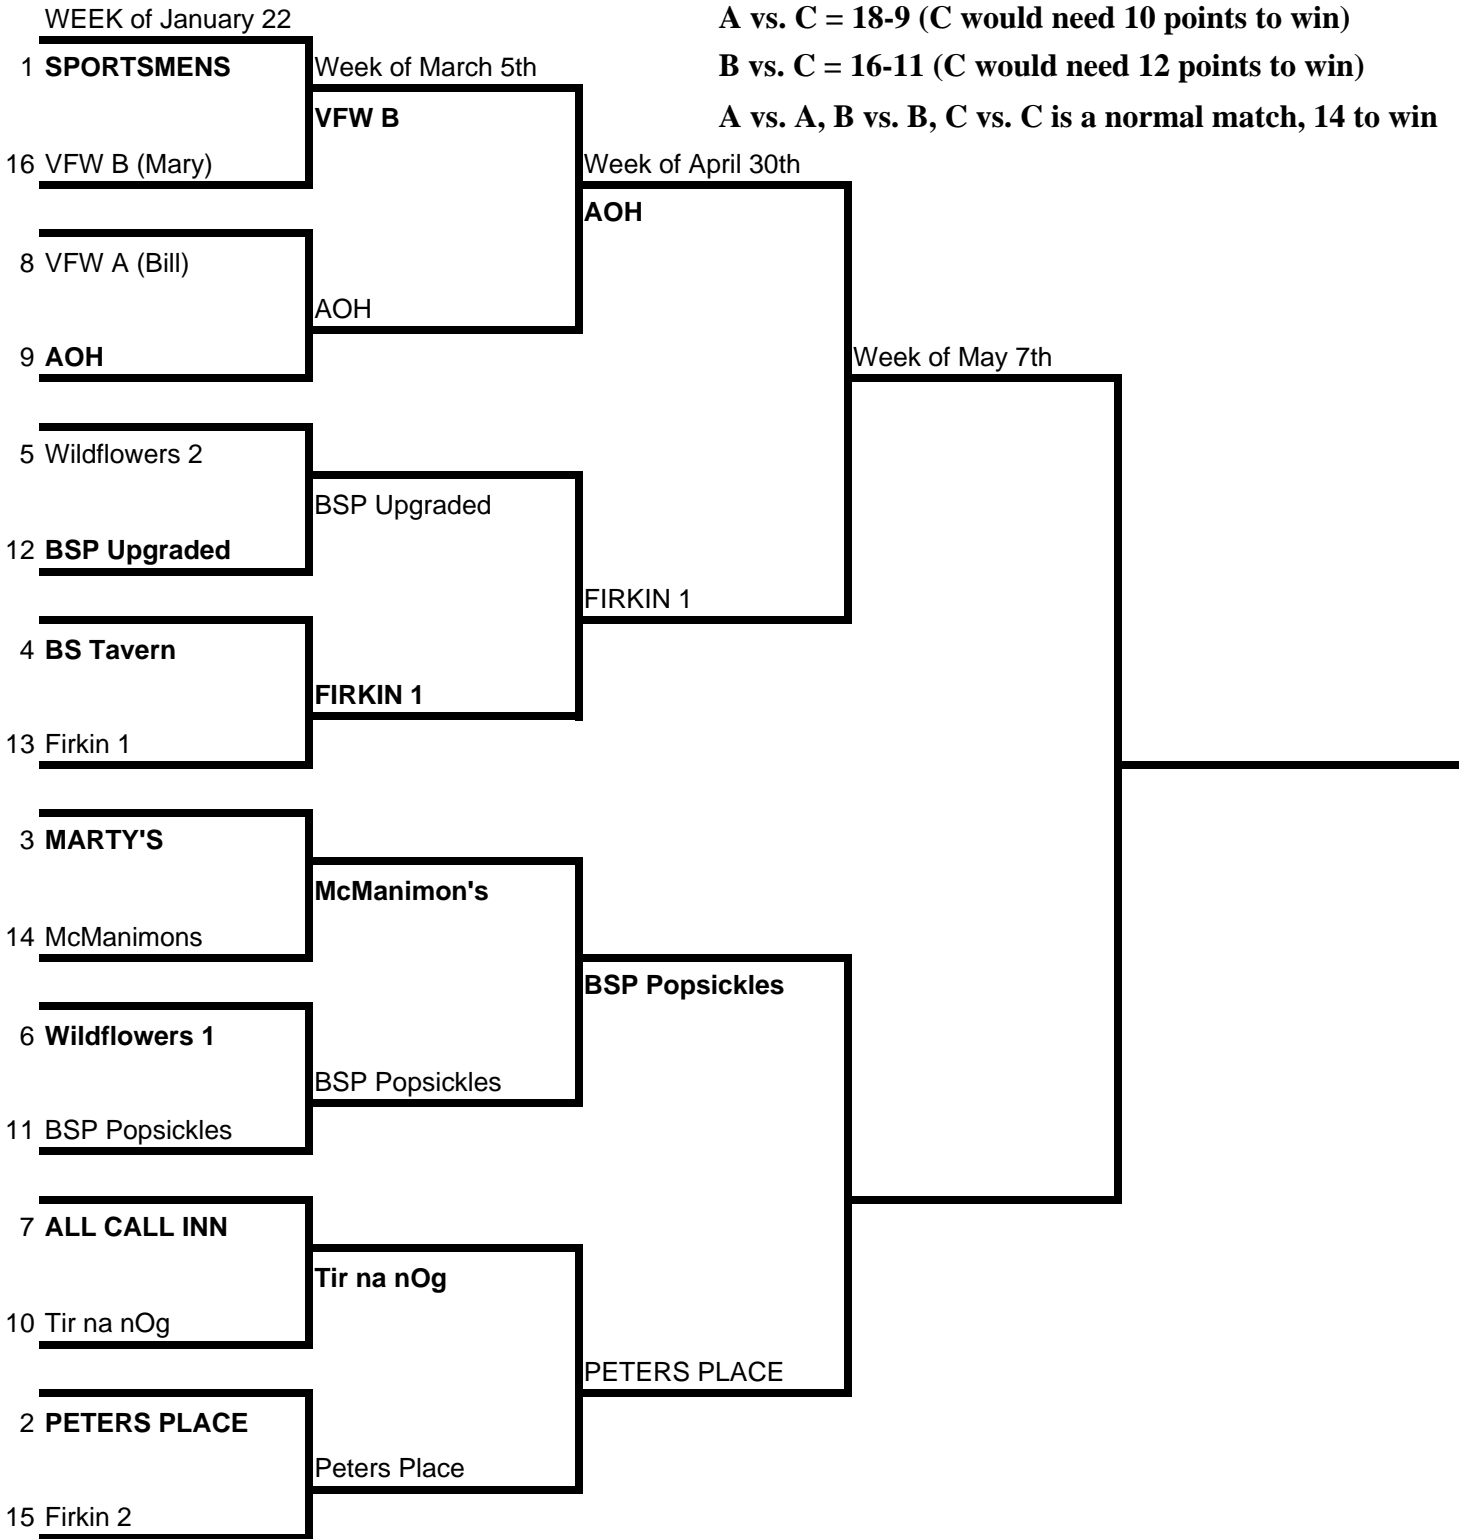 WEEK of January 22
A vs. C = 18-9 (C would need 10 points to win)
1 SPORTSMENS
Week of March 5th
B vs. C = 16-11 (C would need 12 points to win)
VFW B
A vs. A, B vs. B, C vs. C is a normal match, 14 to win
16 VFW B (Mary)
Week of April 30th
AOH
8 VFW A (Bill)
AOH
9 AOH
Week of May 7th
5 Wildflowers 2
BSP Upgraded
12 BSP Upgraded
FIRKIN 1
4 BS Tavern
FIRKIN 1
13 Firkin 1
3 MARTY'S
McManimon's
14 McManimons
BSP Popsickles
6 Wildflowers 1
BSP Popsickles
11 BSP Popsickles
7 ALL CALL INN
Tir na nOg
10 Tir na nOg
PETERS PLACE
2 PETERS PLACE
Peters Place
15 Firkin 2